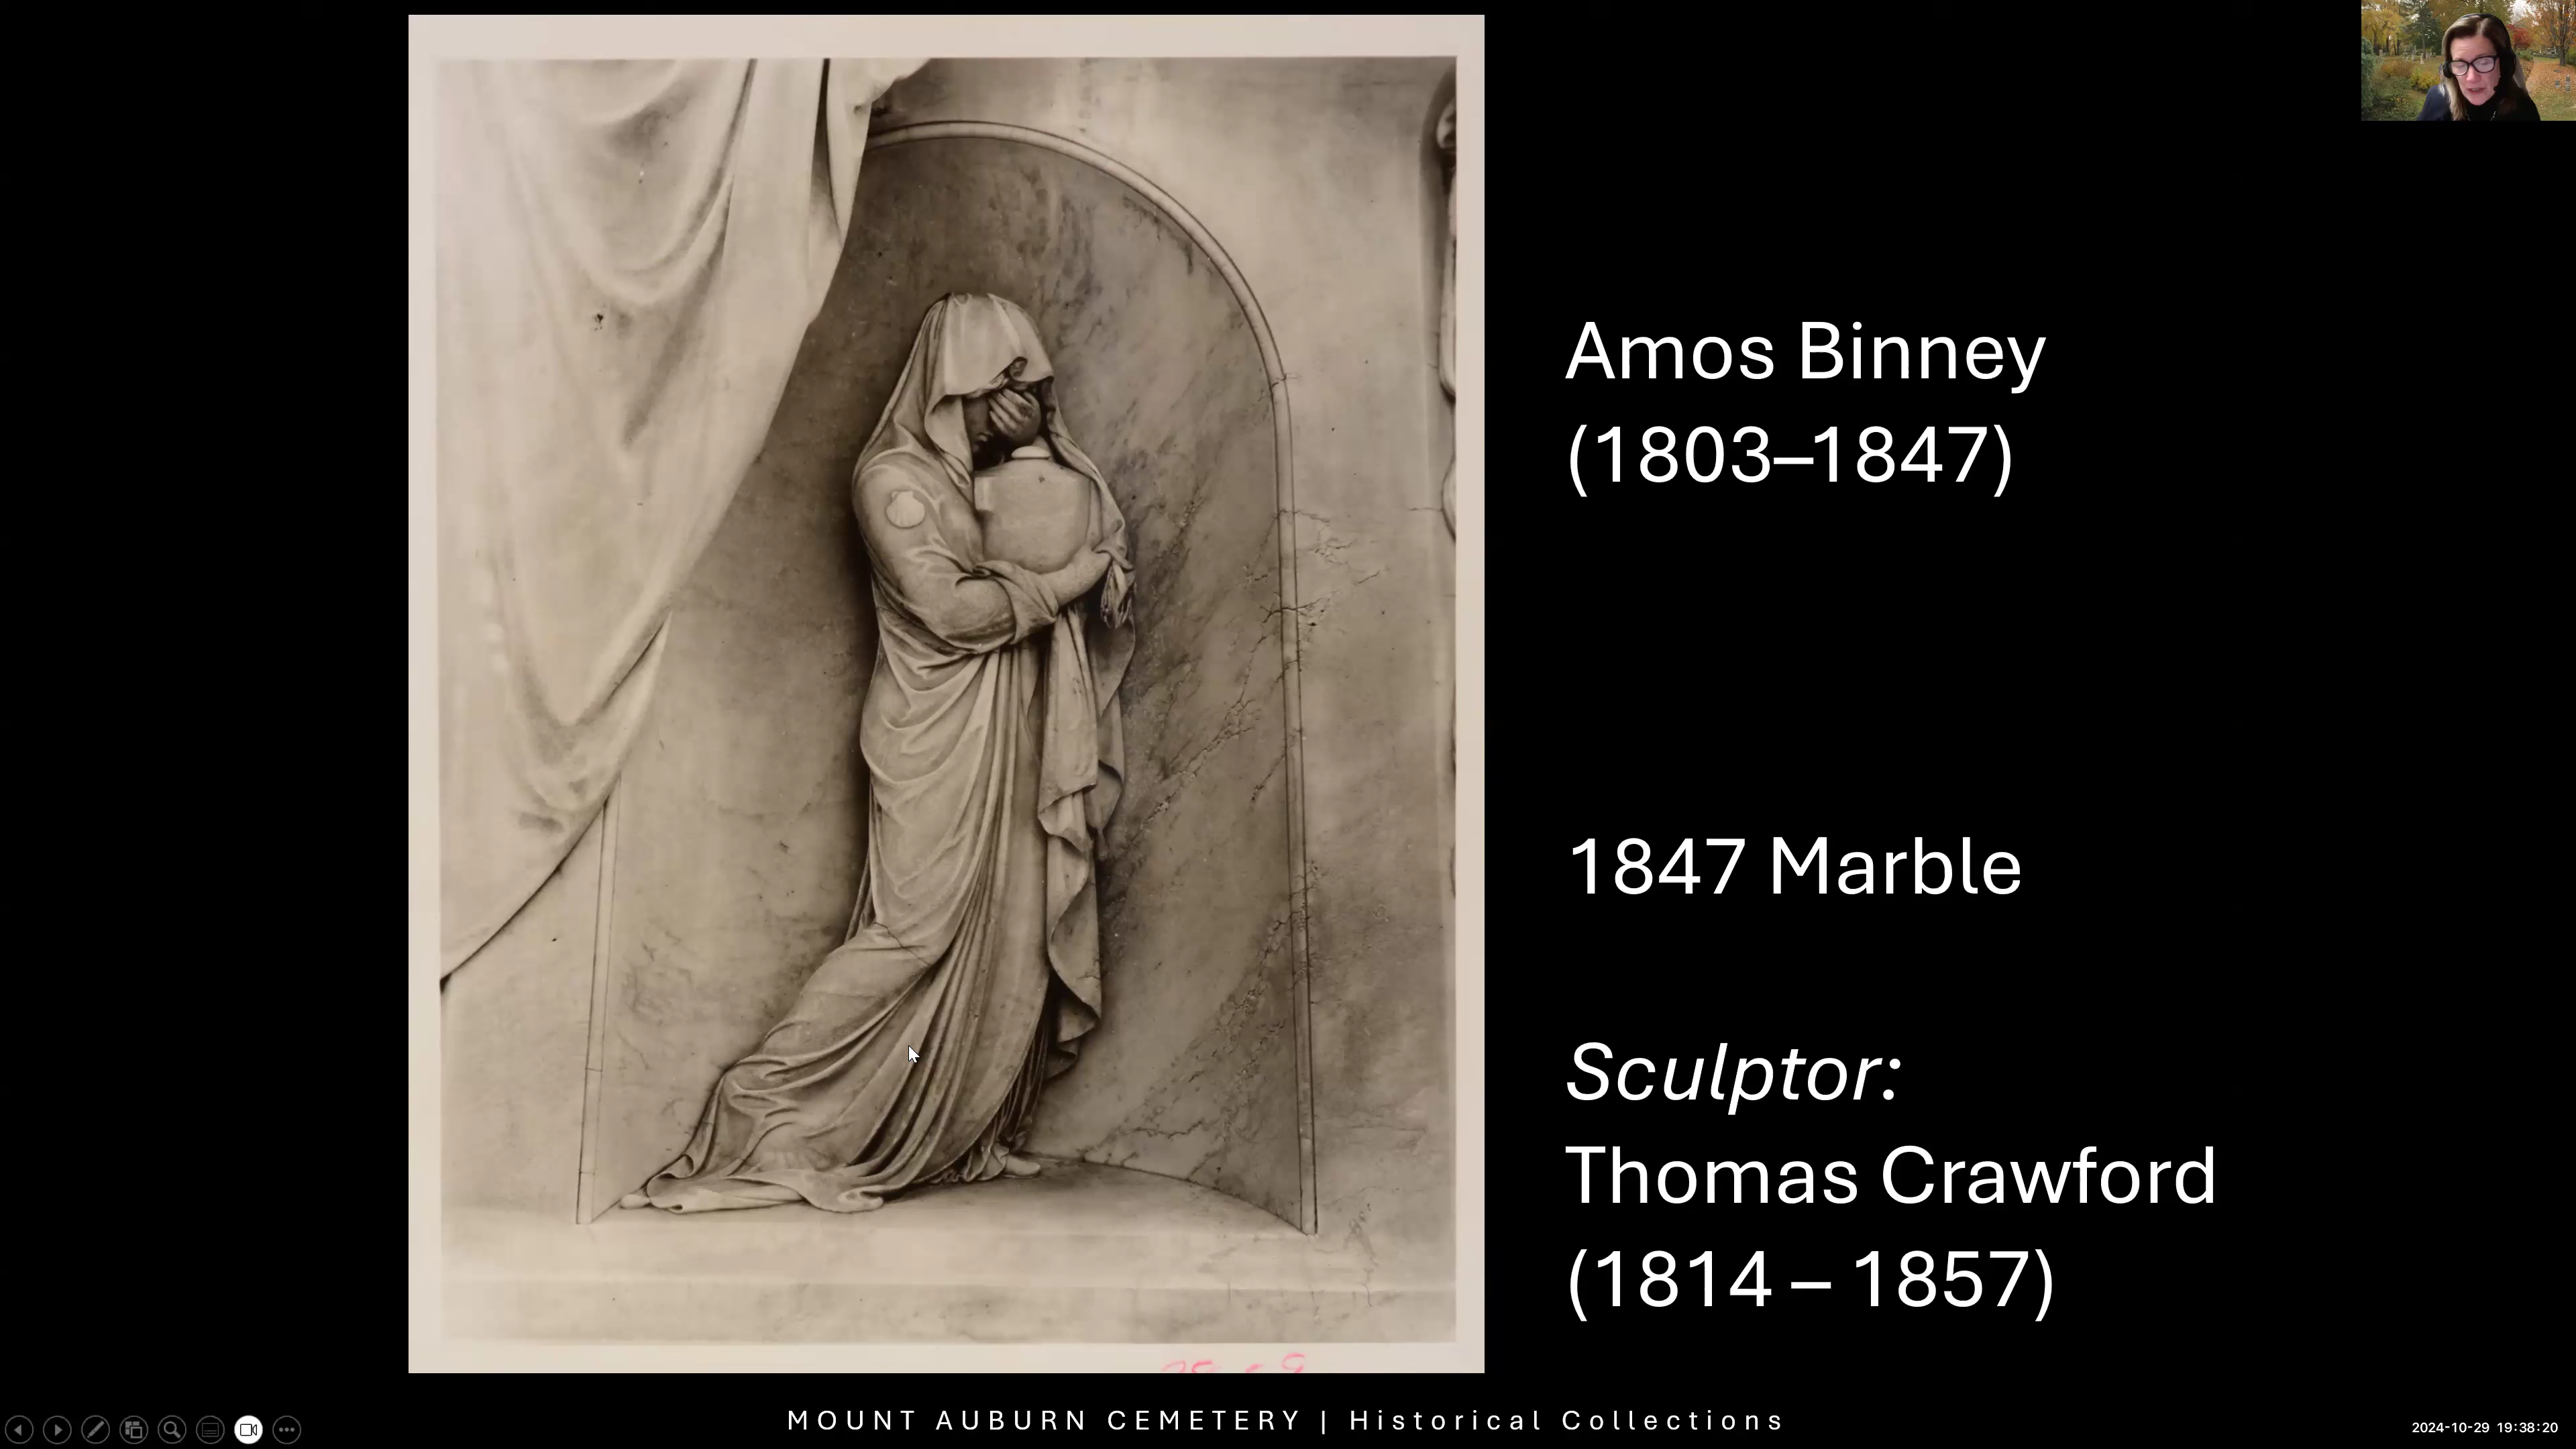 Amos Binney
(1803–1847)
1847 Marble
Sculptor:
Thomas Crawford
(1814 – 1857)
MOUNT AUBURN CEMETERY | Historical Collections
2024-10-29 19:38:20